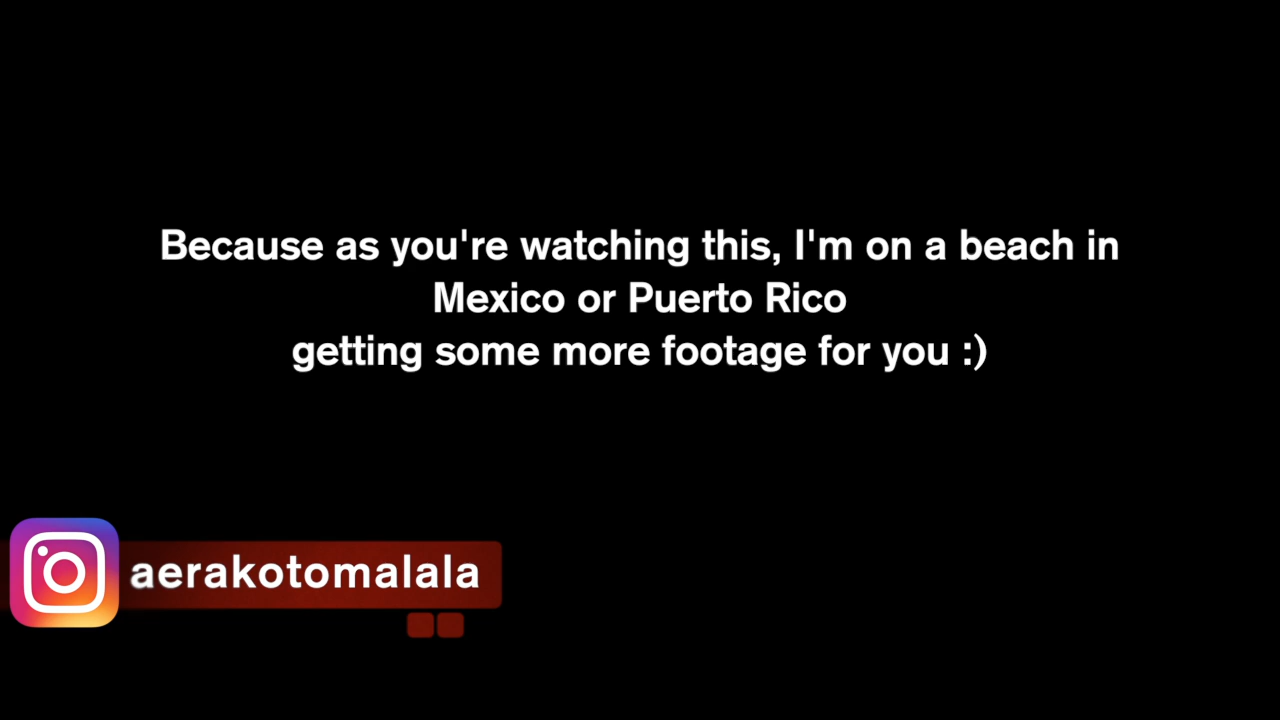 Because as you're watching this, I'm on a beach in
Mexico or Puerto Rico
getting some more footage for you :)
aerakotomalala